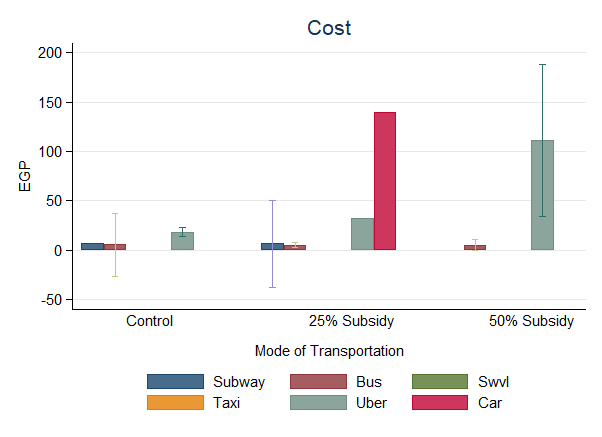 Cost
200
150
100
50
0
-50
EGP
Control 25% Subsidy 50% Subsidy
Mode of Transportation
Subway Bus Swvl
Taxi Uber Car